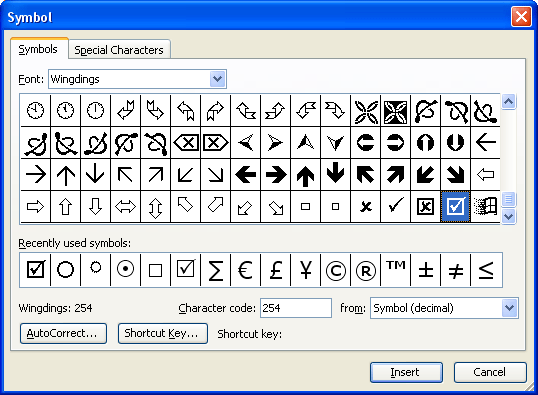 Symbol
Symbols Special Characters
Font: Wingdings
Recently used symbols:
∑ € £ ¥ © ® ™ ± ≠ ≤
Wingdings: 254 Character code: 254 from: Symbol (decimal)
AutoCorrect... Shortcut Key... Shortcut key:
Insert Cancel